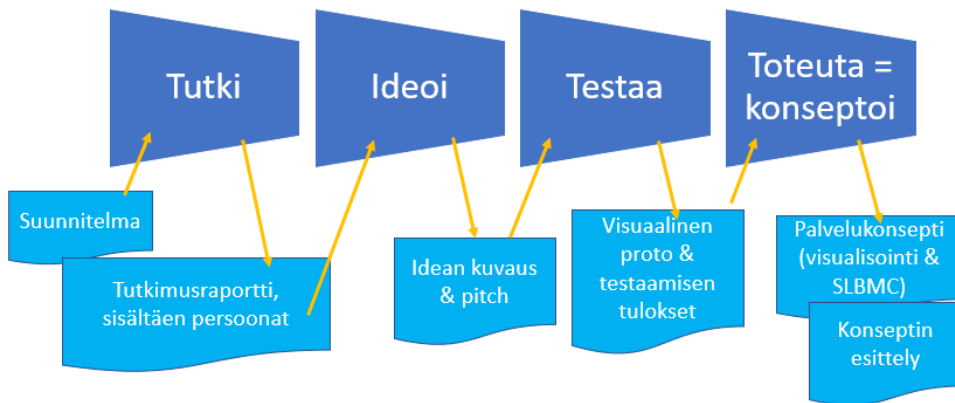 Tutki
Ideoi
Testaa
Toteuta =
konseptoi
Suunnitelma
Tutkimusraportti,
sisältäen persoonat
Idean kuvaus
& pitch
Visuaalinen
proto &
testaamisen
tulokset
Palvelukonsepti
(visualisointi &
SLBMC)
Konseptin
esittely